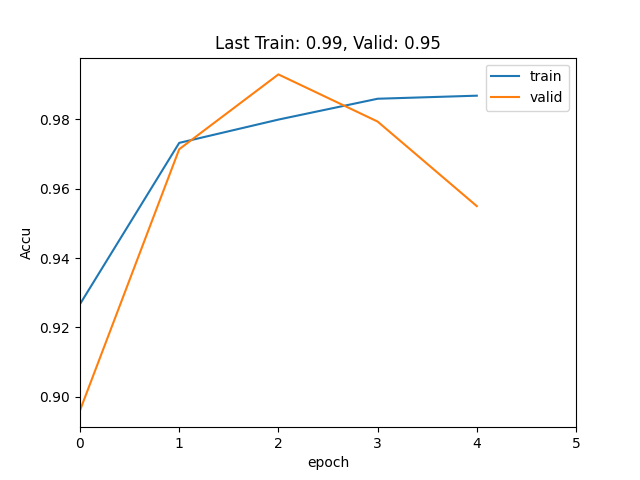 Last Train: 0.99, Valid: 0.95
train
valid
Accu
0.98
0.96
0.94
0.92
0.90
0 1 2 3 4 5
epoch